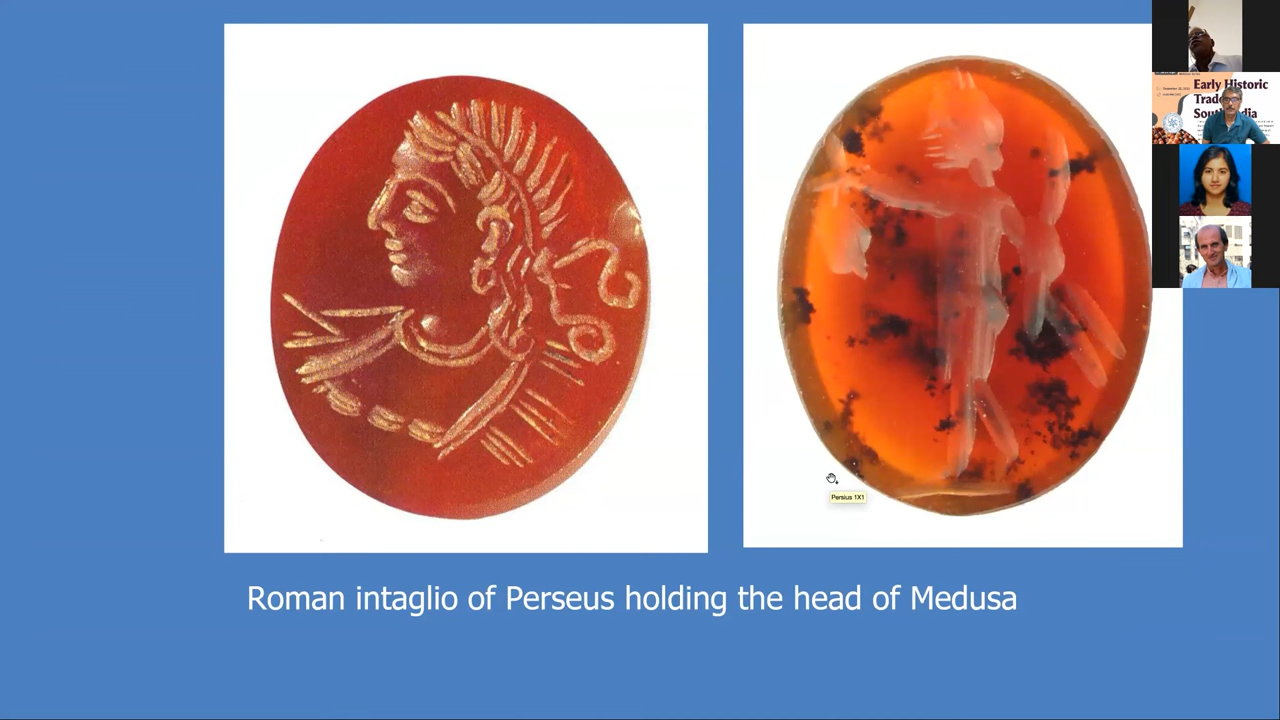 Early Historic
Trade
South India
Persius 1X1
Roman intaglio of Perseus holding the head of Medusa